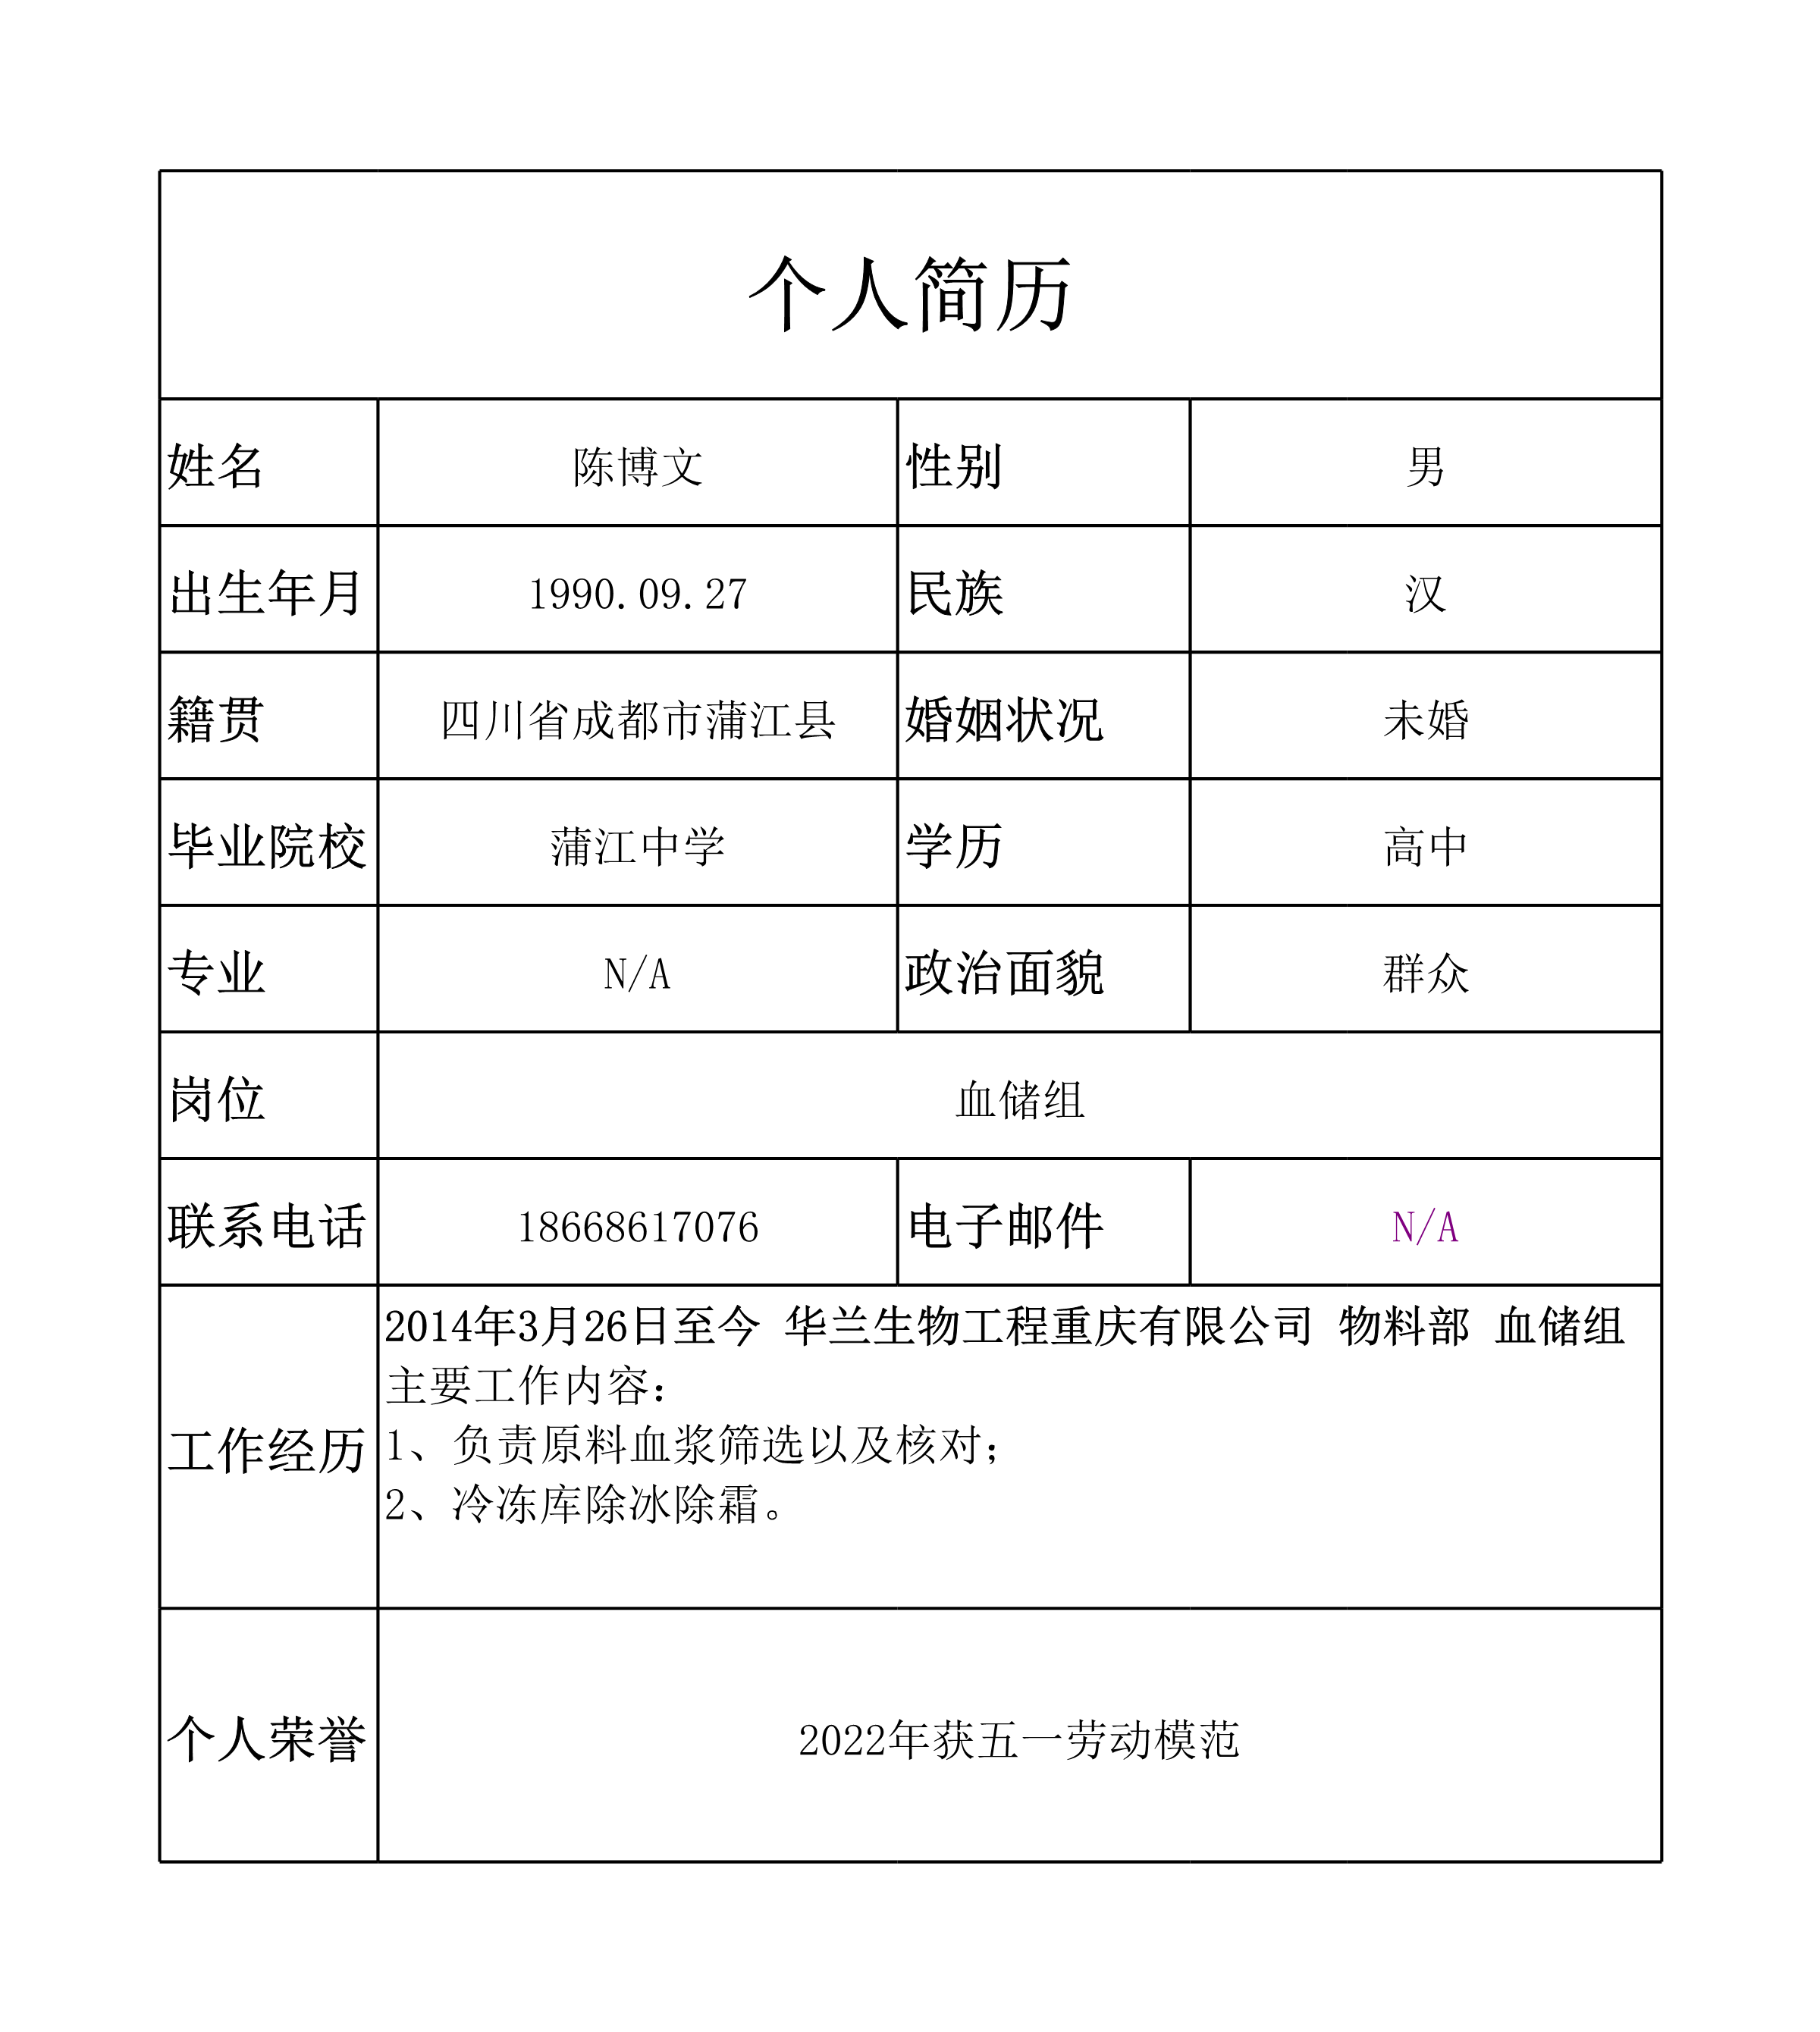 个人简历
姓名 陈博文 性别 男
出生年月 1990.09.27 民族 汉
籍贯 四川省成都市蒲江县 婚姻状况 未婚
毕业院校 蒲江中学 学历 高中
专业 N/A 政治面貌 群众
岗位 血储组
联系电话 18668617076 电子邮件 N/A
2014年3月26日至今 华兰生物工程重庆有限公司 物料部 血储组
主要工作内容：
工作经历 1、负责原料血浆筛选以及核对；
2、冷冻库除冰除霜。
个人荣誉 2022年获五一劳动模范